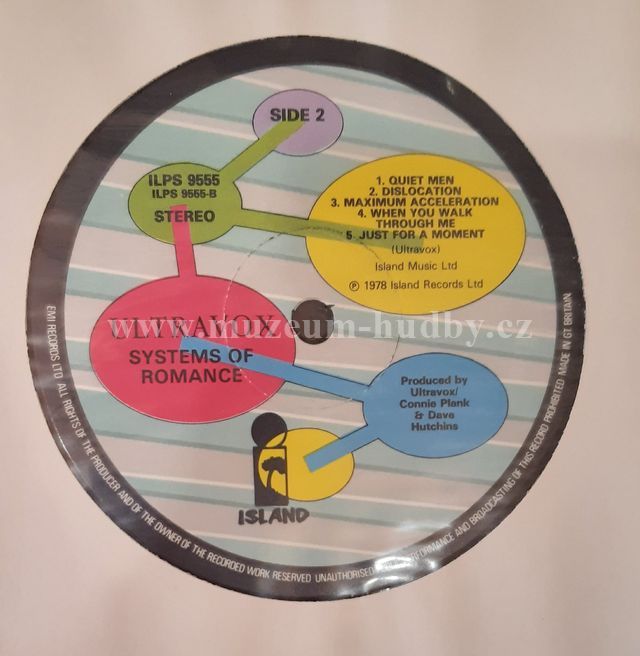 SIDE 2
ILPS 9555
ILPS 9555-B
STEREO
1. QUIET MEN
2. DISLOCATION
3. MAXIMUM ACCELERATION
4. WHEN YOU WALK
THROUGH ME
5. JUST FOR A MOMENT
(Ultravox)
Island Music Ltd
℗ 1978 Island Records Ltd
ULTRAVOX
SYSTEMS OF
ROMANCE
www.muzeum-hudby.cz
Produced by
Ultravox/
Connie Plank
& Dave
Hutchins
ISLAND
EMI RECORDS LTD ALL RIGHTS OF THE PRODUCER AND OF THE OWNER OF THE RECORDED WORK RESERVED UNAUTHORISED PERFORMANCE AND BROADCASTING OF THIS RECORD PROHIBITED MADE IN GT BRITAIN